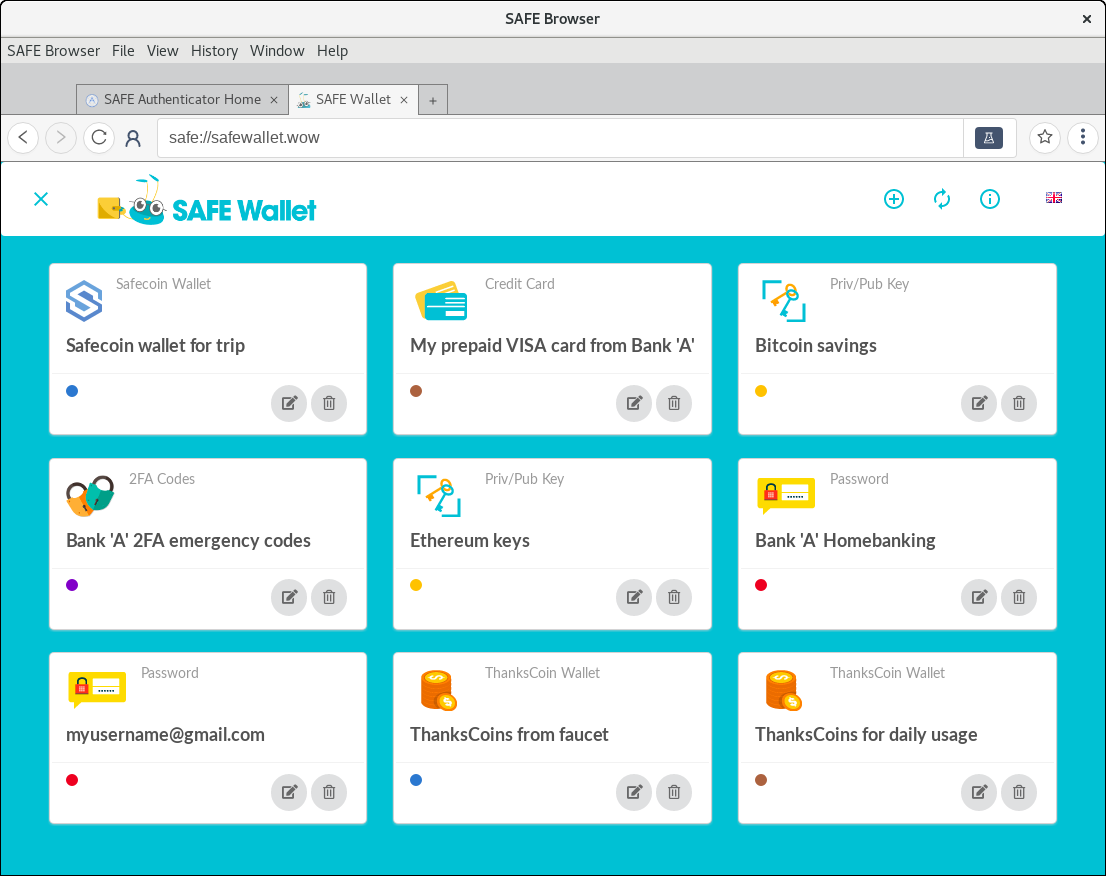 SAFE Browser
SAFE Browser File View History Window Help
SAFE Authenticator Home
SAFE Wallet
safe://safewallet.wow
SAFE Wallet
Safecoin Wallet
Safecoin wallet for trip
Credit Card
My prepaid VISA card from Bank 'A'
Priv/Pub Key
Bitcoin savings
2FA Codes
Bank 'A' 2FA emergency codes
Priv/Pub Key
Ethereum keys
Password
Bank 'A' Homebanking
Password
myusername@gmail.com
ThanksCoin Wallet
ThanksCoins from faucet
ThanksCoin Wallet
ThanksCoins for daily usage